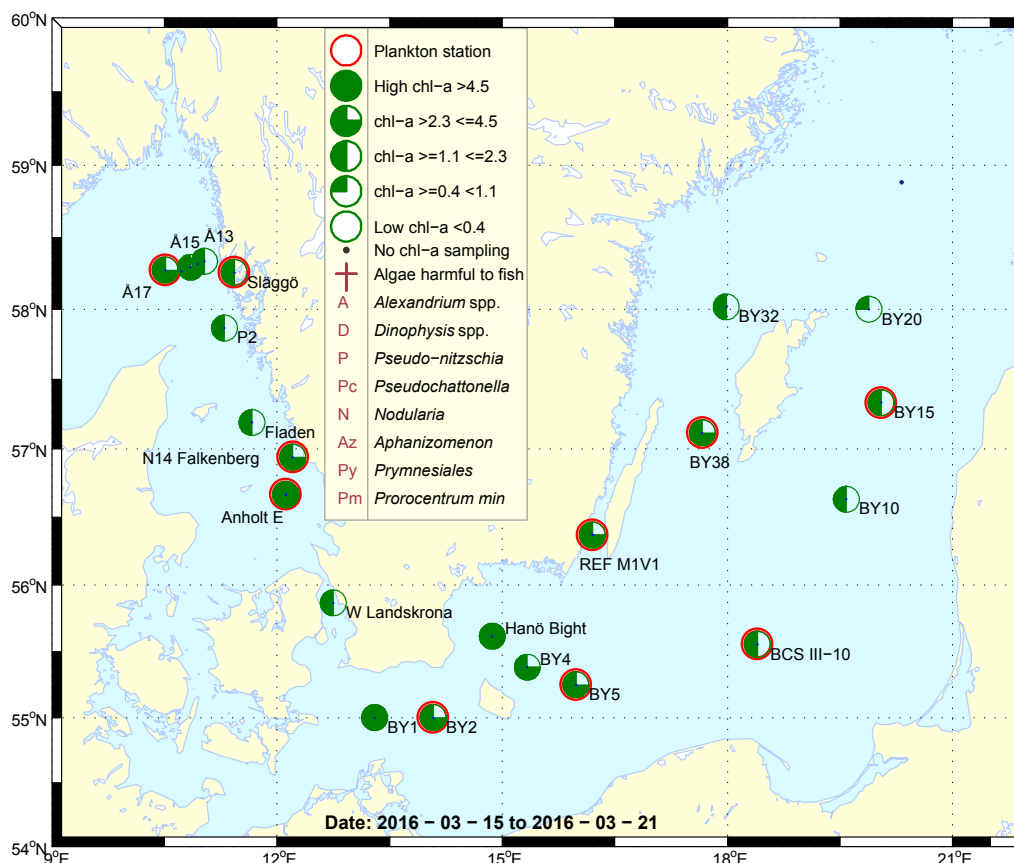 60°N
59°N
58°N
57°N
56°N
55°N
54°N
9°E
12°E
15°E
18°E
21°E
Plankton station
High chl−a >4.5
chl−a >2.3 <=4.5
chl−a >=1.1 <=2.3
chl−a >=0.4 <1.1
Low chl−a <0.4
No chl−a sampling
Algae harmful to fish
A Alexandrium spp.
D Dinophysis spp.
P Pseudo−nitzschia
Pc Pseudochattonella
N Nodularia
Az Aphanizomenon
Py Prymnesiales
Pm Prorocentrum min
Å13
Å15
Å17
Släggö
P2
Fladen
N14 Falkenberg
Anholt E
W Landskrona
Hanö Bight
BY4
BY5
BY1
BY2
BY32
BY20
BY15
BY38
BY10
REF M1V1
BCS III−10
Date: 2016 − 03 − 15 to 2016 − 03 − 21